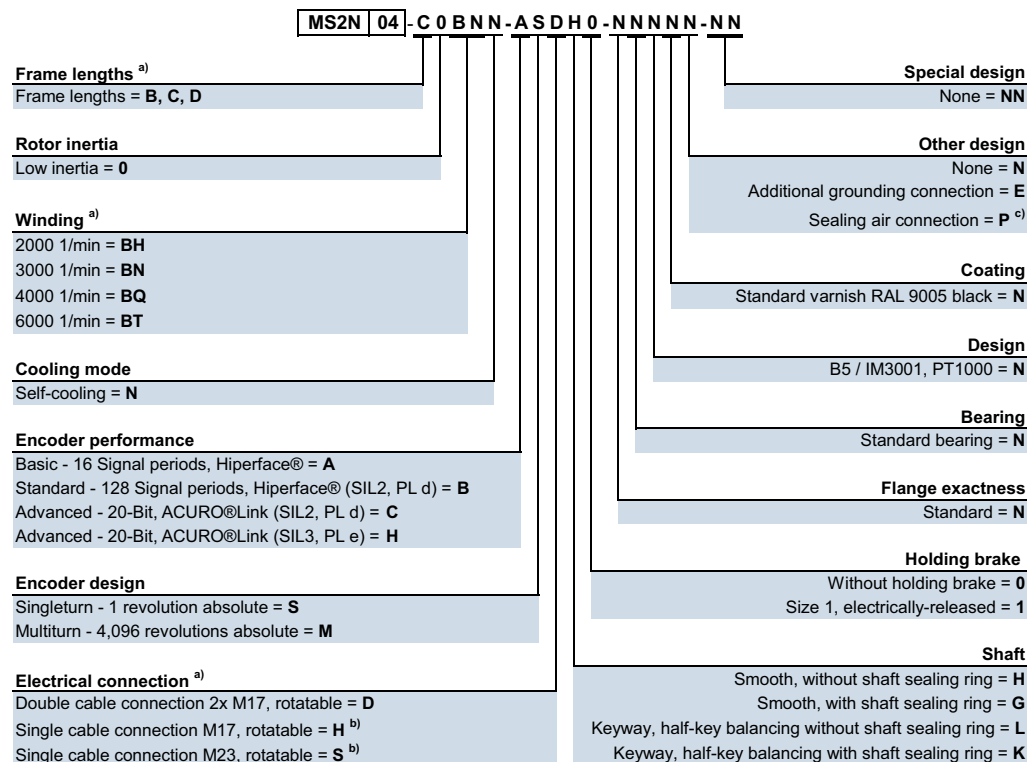 MS2N 04 - C 0 B N N - A S D H 0 - N N N N N - N N
Frame lengths a)
Frame lengths = B, C, D
Rotor inertia
Low inertia = 0
Winding a)
2000 1/min = BH
3000 1/min = BN
4000 1/min = BQ
6000 1/min = BT
Cooling mode
Self-cooling = N
Encoder performance
Basic - 16 Signal periods, Hiperface® = A
Standard - 128 Signal periods, Hiperface® (SIL2, PL d) = B
Advanced - 20-Bit, ACURO®Link (SIL2, PL d) = C
Advanced - 20-Bit, ACURO®Link (SIL3, PL e) = H
Encoder design
Singleturn - 1 revolution absolute = S
Multiturn - 4,096 revolutions absolute = M
Electrical connection a)
Double cable connection 2x M17, rotatable = D
Single cable connection M17, rotatable = H b)
Single cable connection M23, rotatable = S b)
Special design
None = NN
Other design
None = N
Additional grounding connection = E
Sealing air connection = P c)
Coating
Standard varnish RAL 9005 black = N
Design
B5 / IM3001, PT1000 = N
Bearing
Standard bearing = N
Flange exactness
Standard = N
Holding brake
Without holding brake = 0
Size 1, electrically-released = 1
Shaft
Smooth, without shaft sealing ring = H
Smooth, with shaft sealing ring = G
Keyway, half-key balancing without shaft sealing ring = L
Keyway, half-key balancing with shaft sealing ring = K